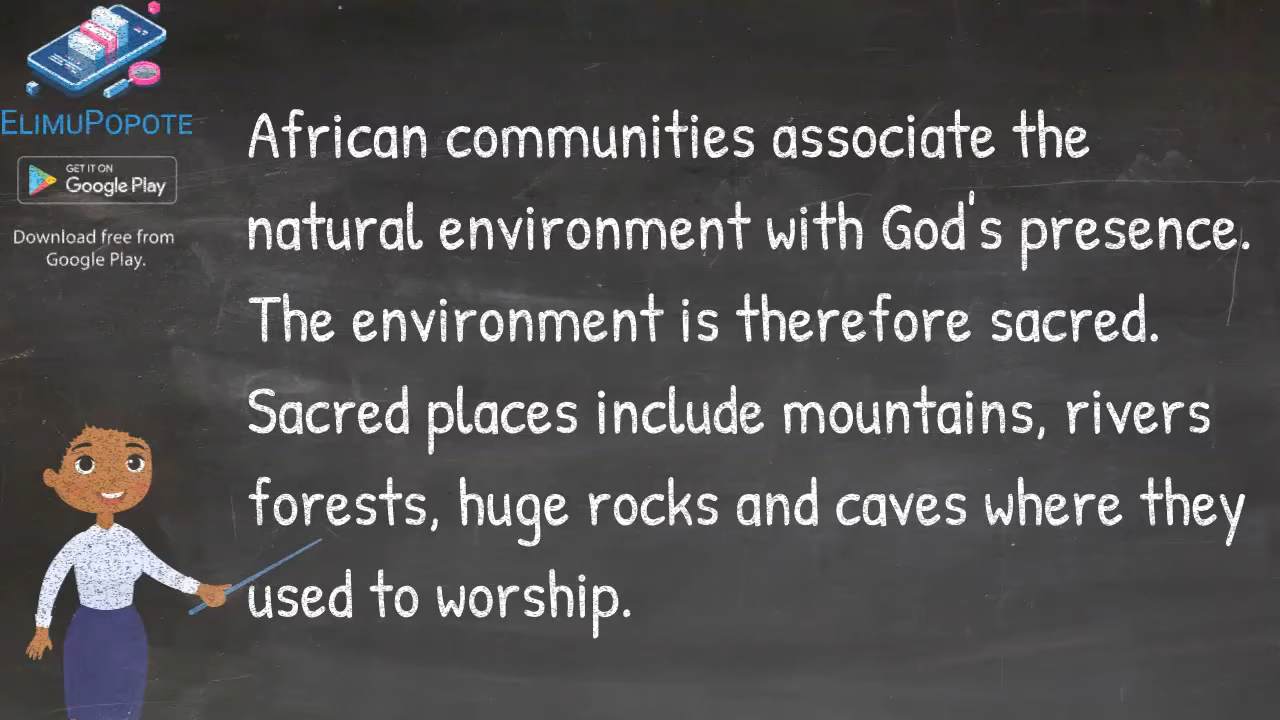 ELIMUPOPOTE
GET IT ON
Google Play
Download free from
Google Play.
African communities associate the
natural environment with God's presence.
The environment is therefore sacred.
Sacred places include mountains, rivers
forests, huge rocks and caves where they
used to worship.